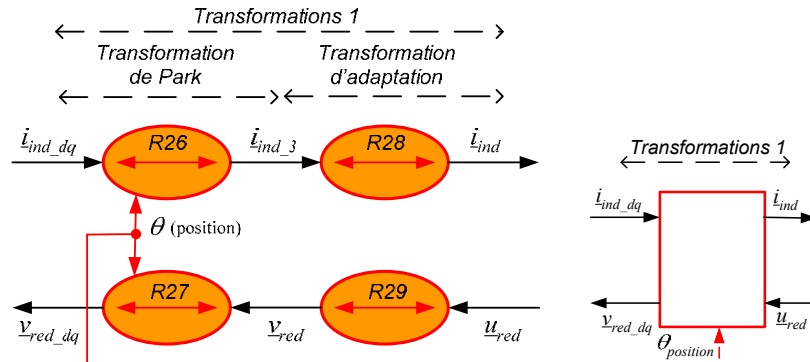 Transformations 1
Transformation de Park
Transformation d'adaptation
i_ind_dq
R26
i_ind_3
R28
i_ind
θ (position)
v_red_dq
R27
v_red
R29
u_red
Transformations 1
i_ind_dq
i_ind
v_red_dq
u_red
θ_position